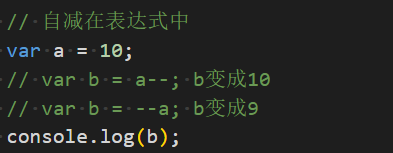 // 自减在表达式中
var a = 10;
// var b = a--; b变成10
// var b = --a; b变成9
console.log(b);